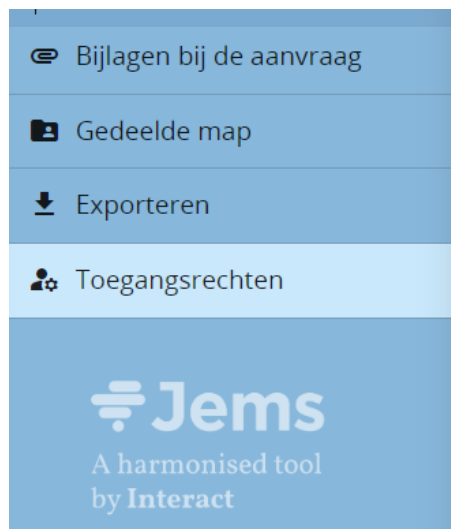 Bijlagen bij de aanvraag
Gedeelde map
Exporteren
Toegangsrechten
Jems
A harmonised tool
by Interact